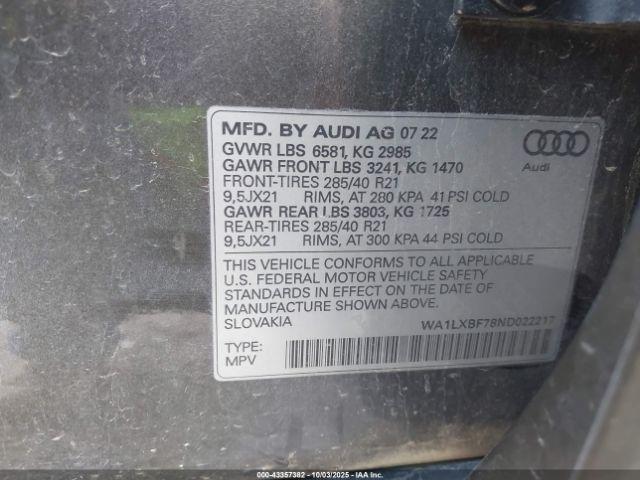 MFD. BY AUDI AG 07 22
GVWR LBS 6581, KG 2985
GAWR FRONT LBS 3241, KG 1470
FRONT-TIRES 285/40 R21
9,5JX21 RIMS, AT 280 KPA 41 PSI COLD
GAWR REAR LBS 3803, KG 1725
REAR-TIRES 285/40 R21
9,5JX21 RIMS, AT 300 KPA 44 PSI COLD
Audi
THIS VEHICLE CONFORMS TO ALL APPLICABLE
U.S. FEDERAL MOTOR VEHICLE SAFETY
STANDARDS IN EFFECT ON THE DATE OF
MANUFACTURE SHOWN ABOVE.
SLOVAKIA WA1LXBF78ND022217
TYPE:
MPV
00-43357382 - 10/03/2025 - IAAI.COM